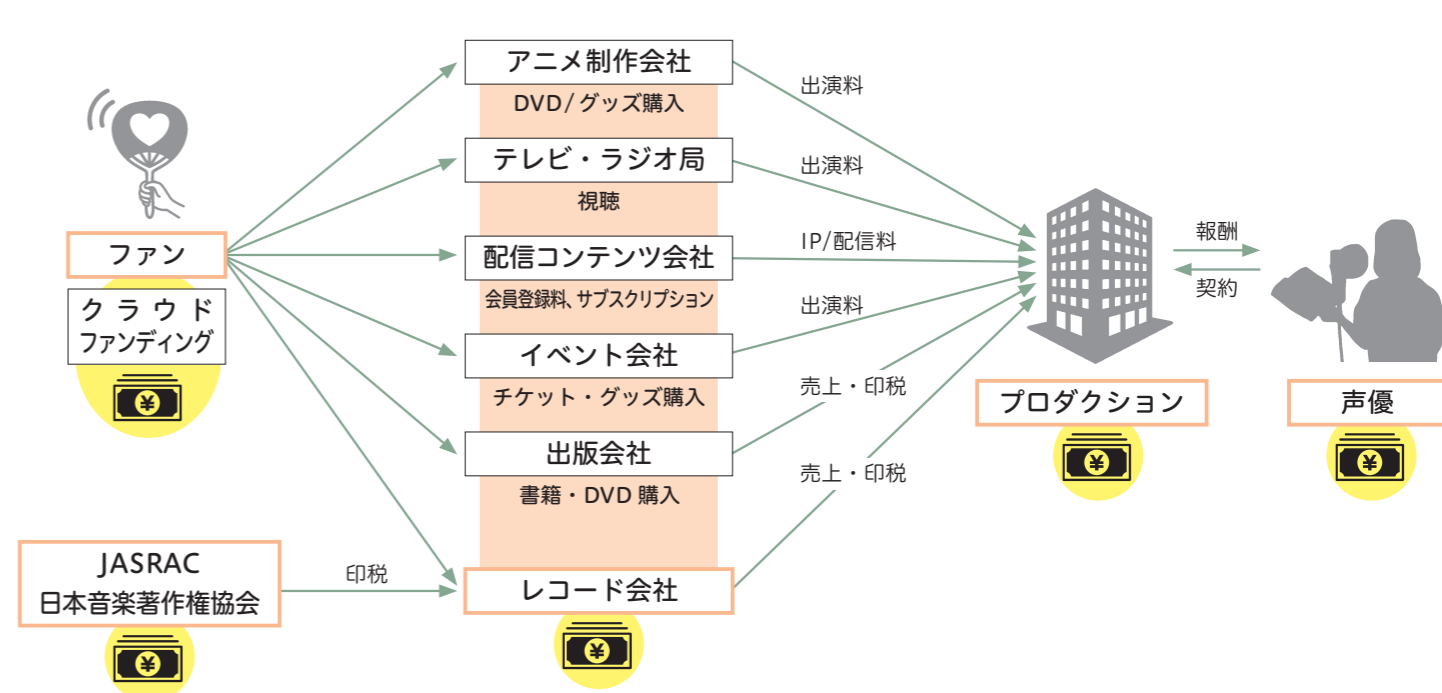 ファン
クラウド
ファンディング
¥
JASRAC
日本音楽著作権協会
¥
印税
アニメ制作会社
DVD/グッズ購入
テレビ・ラジオ局
視聴
配信コンテンツ会社
会員登録料、サブスクリプション
イベント会社
チケット・グッズ購入
出版会社
書籍・DVD 購入
レコード会社
¥
出演料
出演料
IP/配信料
出演料
売上・印税
売上・印税
プロダクション
¥
報酬
契約
声優
¥